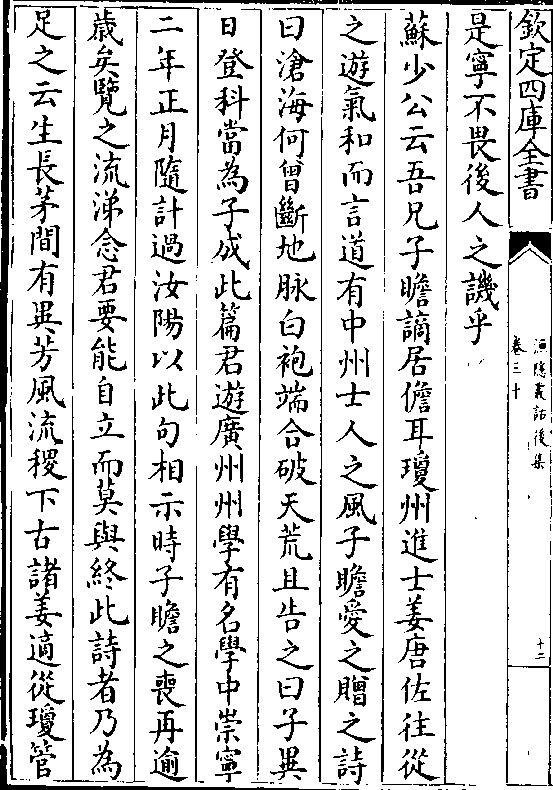 欽定四庫全書
漁隱叢話後集
卷三十
十二
是寧不畏後人之譏乎
蘇少公云吾兄子瞻謫居儋耳瓊州進士姜唐佐往從
之遊氣和而言道有中州士人之風子瞻愛之贈之詩
曰滄海何曾斷地脉白袍端合破天荒且告之曰子異
日登科當為子成此篇君遊廣州州學有名學中崇寧
二年正月隨計過汝陽以此句相示時子瞻之喪再逾
歲矣覽之流涕念君要能自立而莫與終此詩者乃為
足之云生長茅間有異芳風流稷下古諸姜適從瓊管